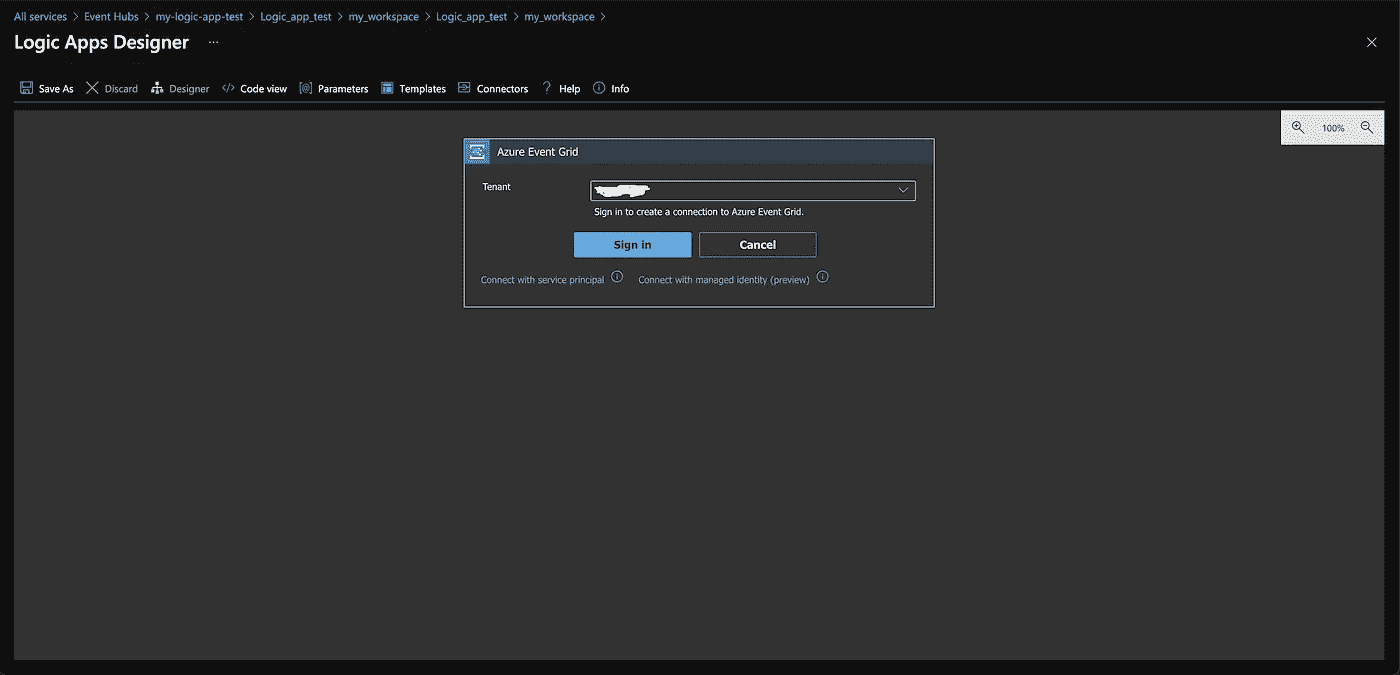 All services > Event Hubs > my-logic-app-test > Logic_app_test > my_workspace > Logic_app_test > my_workspace >
Logic Apps Designer ...
Save As Discard Designer </> Code view [@] Parameters Templates Connectors ? Help Info
100%
Azure Event Grid
Tenant
Sign in to create a connection to Azure Event Grid.
Sign in Cancel
Connect with service principal Connect with managed identity (preview)